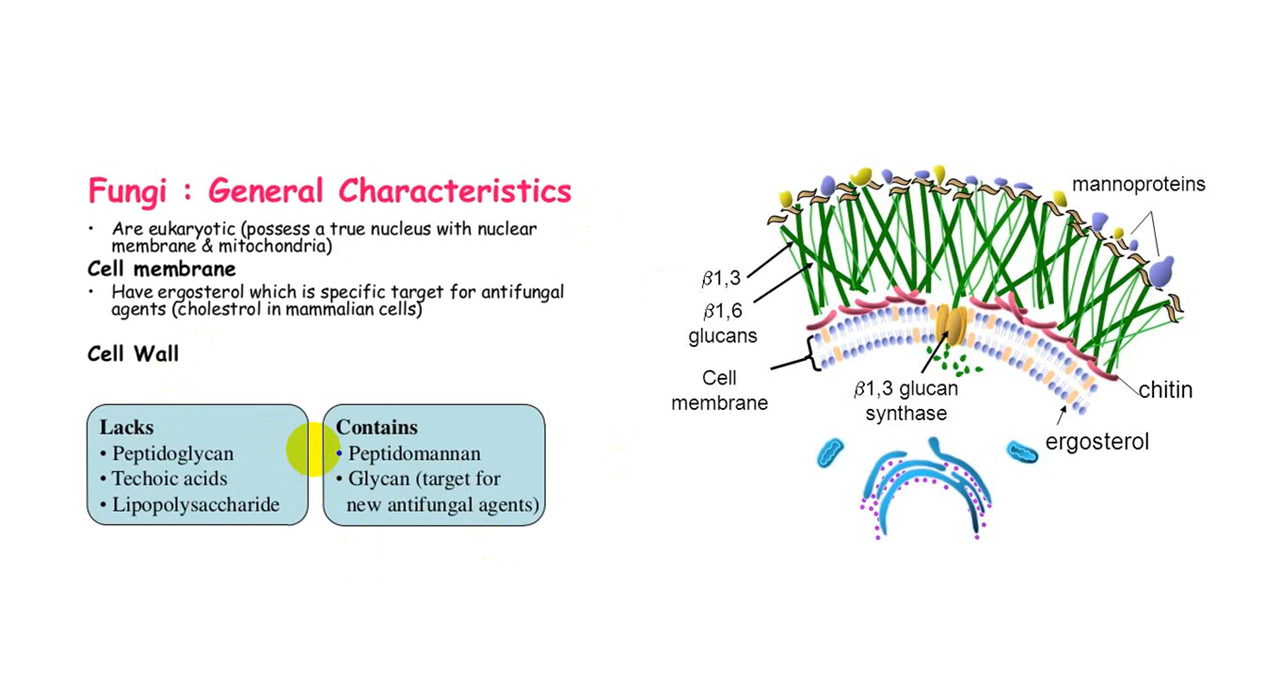 Fungi : General Characteristics
• Are eukaryotic (possess a true nucleus with nuclear
membrane & mitochondria)
Cell membrane
• Have ergosterol which is specific target for antifungal
agents (cholestrol in mammalian cells)
Cell Wall
Lacks
• Peptidoglycan
• Techoic acids
• Lipopolysaccharide
Contains
• Peptidomannan
• Glycan (target for
new antifungal agents)
mannoproteins
β1,3
β1,6
glucans
Cell
membrane
β1,3 glucan
synthase
chitin
ergosterol